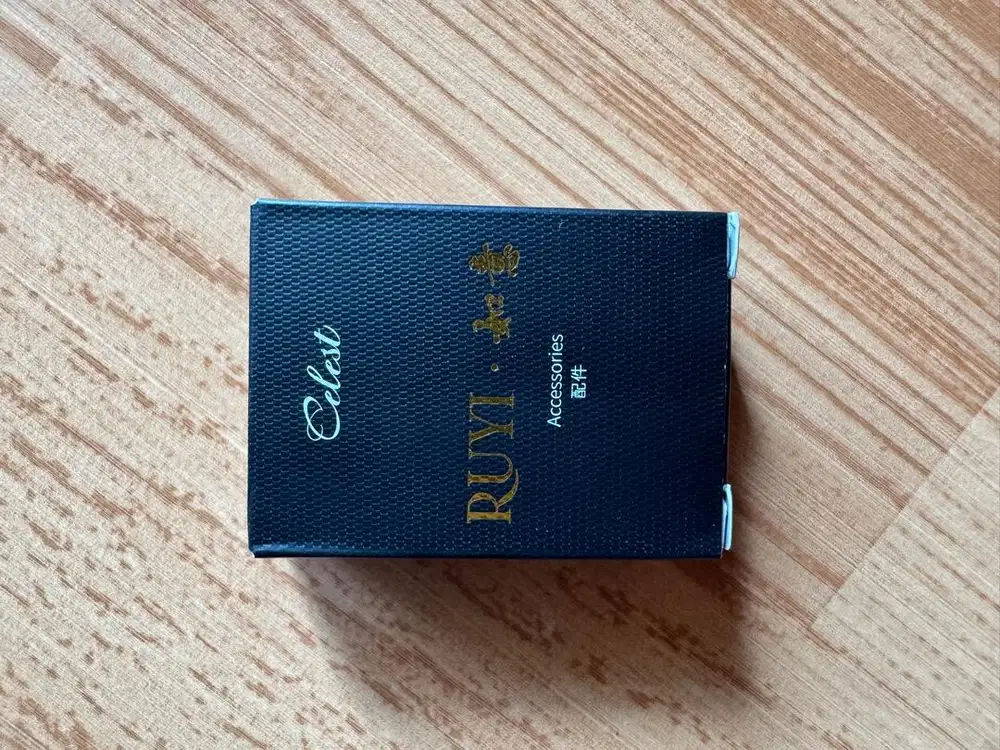 Celest
RUYI · 如意
Accessories
配件